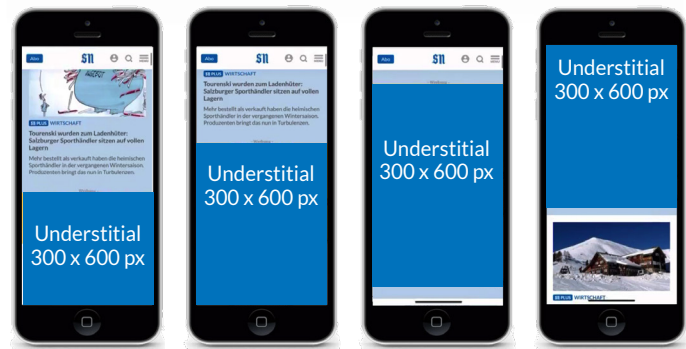 Abo
SN
SN PLUS WIRTSCHAFT
Tourenski wurden zum Ladenhüter:
Salzburger Sporthändler sitzen auf vollen
Lagern
Mehr bestellt als verkauft haben die heimischen
Sporthändler in der vergangenen Wintersaison.
Produzenten bringt das nun in Turbulenzen.
- Werbung -
Understitial
300 x 600 px
Abo
SN
SN PLUS WIRTSCHAFT
Tourenski wurden zum Ladenhüter:
Salzburger Sporthändler sitzen auf vollen
Lagern
Mehr bestellt als verkauft haben die heimischen
Sporthändler in der vergangenen Wintersaison.
Produzenten bringt das nun in Turbulenzen.
- Werbung -
Understitial
300 x 600 px
Abo
SN
- Werbung -
Understitial
300 x 600 px
Understitial
300 x 600 px
SN PLUS WIRTSCHAFT